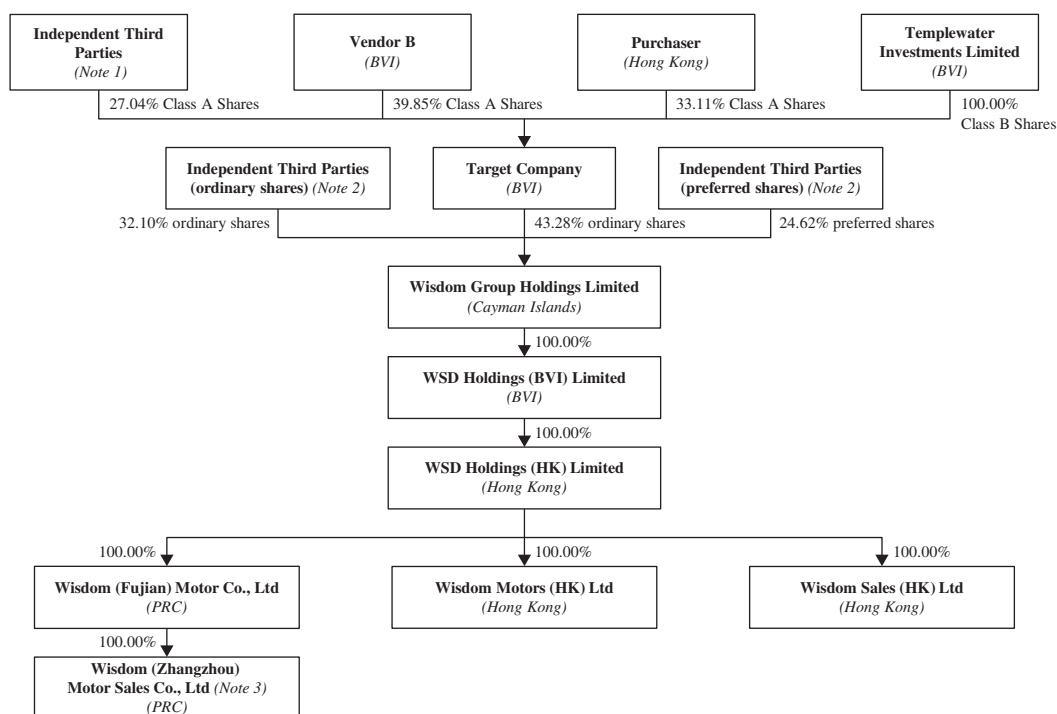 Independent Third
Parties
(Note 1)
Vendor B
(BVI)
Purchaser
(Hong Kong)
Templewater
Investments Limited
(BVI)
27.04% Class A Shares
39.85% Class A Shares
33.11% Class A Shares
100.00%
Class B Shares
Independent Third Parties
(ordinary shares) (Note 2)
Target Company
(BVI)
Independent Third Parties
(preferred shares) (Note 2)
32.10% ordinary shares
43.28% ordinary shares
24.62% preferred shares
Wisdom Group Holdings Limited
(Cayman Islands)
100.00%
WSD Holdings (BVI) Limited
(BVI)
100.00%
WSD Holdings (HK) Limited
(Hong Kong)
100.00%
100.00%
100.00%
Wisdom (Fujian) Motor Co., Ltd
(PRC)
Wisdom Motors (HK) Ltd
(Hong Kong)
Wisdom Sales (HK) Ltd
(Hong Kong)
100.00%
Wisdom (Zhangzhou)
Motor Sales Co., Ltd (Note 3)
(PRC)